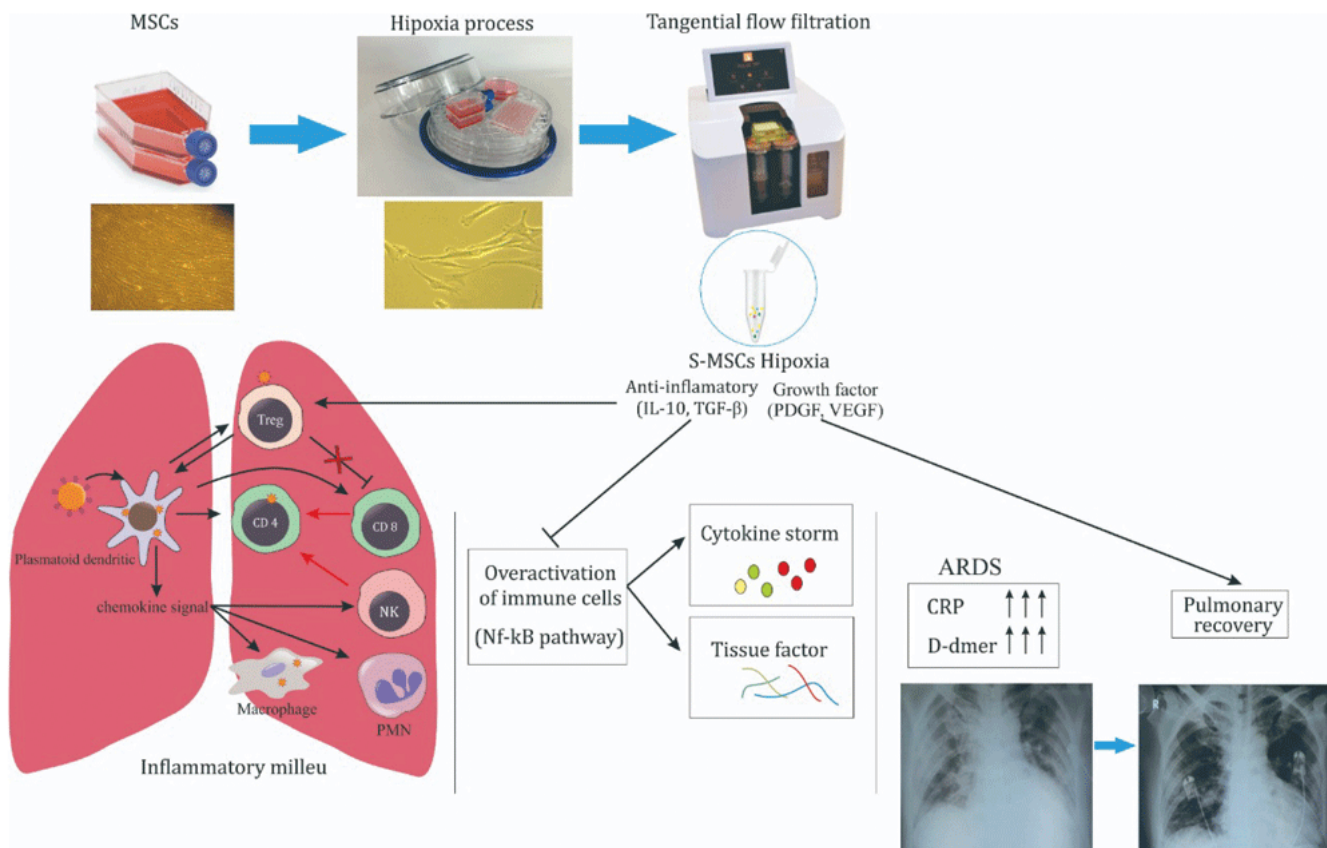 MSCs
Hipoxia process
Tangential flow filtration
S-MSCs Hipoxia
Anti-inflamatory
(IL-10, TGF-β)
Growth factor
(PDGF, VEGF)
Treg
CD 4
CD 8
Plasmatoid dendritic
chemokine signal
NK
Macrophage
PMN
Inflammatory milleu
Overactivation
of immune cells
(Nf-kB pathway)
Cytokine storm
Tissue factor
ARDS
CRP ↑ ↑ ↑
D-dmer ↑ ↑ ↑
Pulmonary
recovery
R